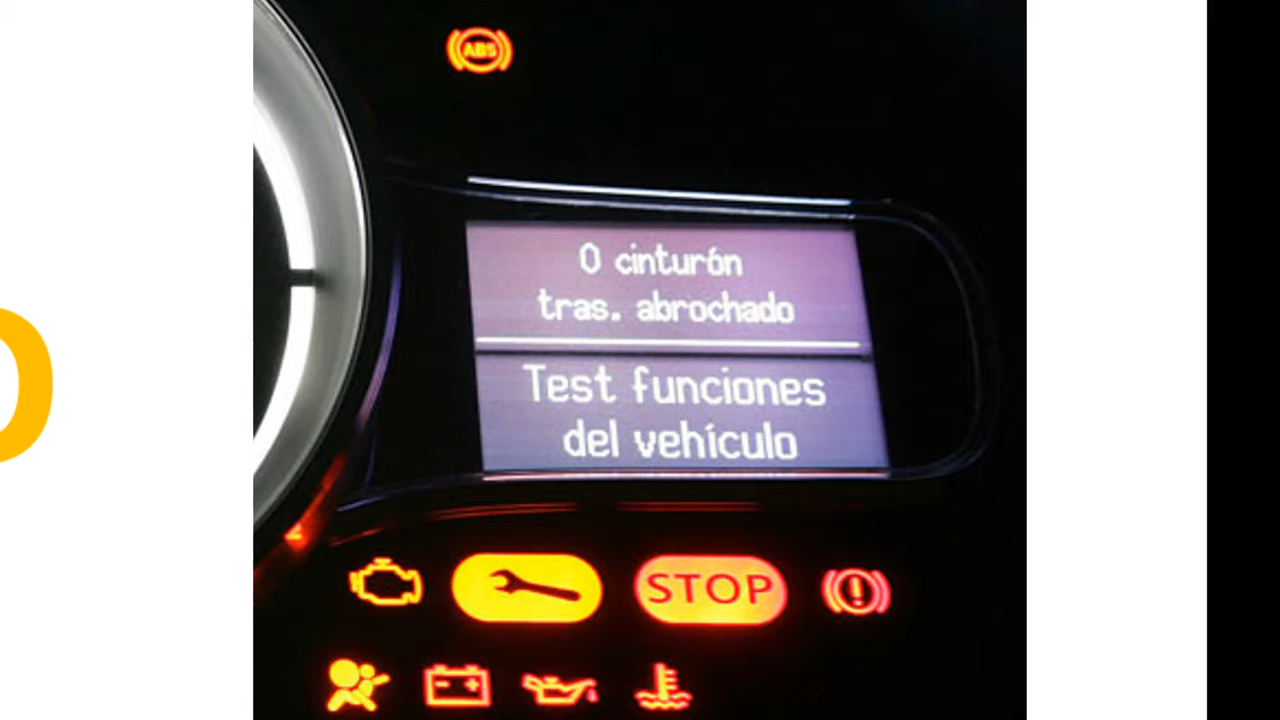 ABS
0 cinturón
tras. abrochado
Test funciones
del vehículo
STOP